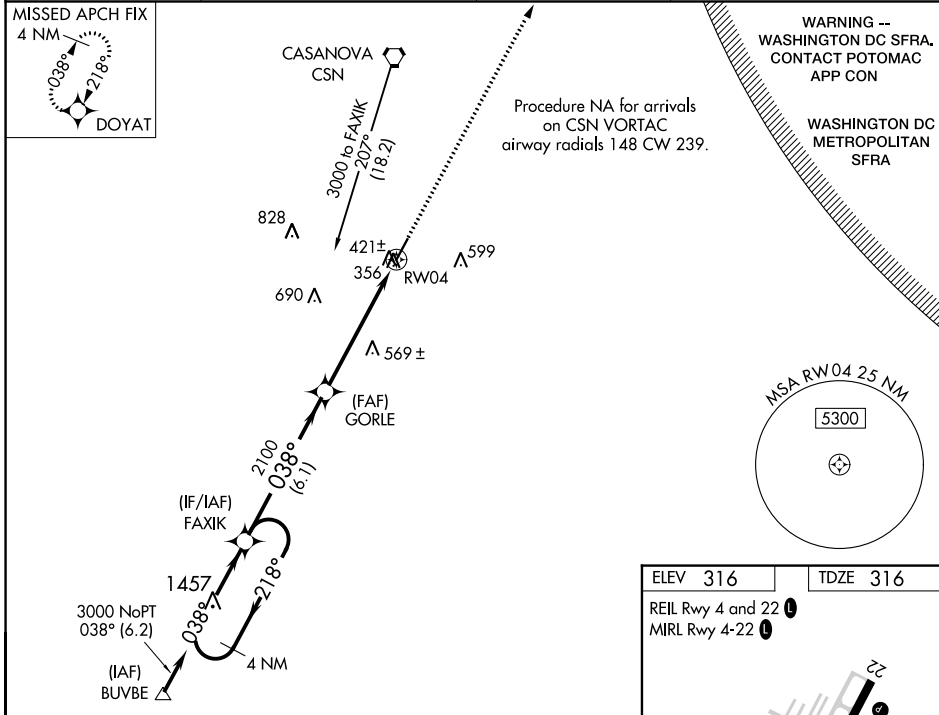 MISSED APCH FIX
4 NM
038°
218°
DOYAT
CASANOVA
CSN
3000 to FAXIK
207°
(18.2)
Procedure NA for arrivals
on CSN VORTAC
airway radials 148 CW 239.
WARNING --
WASHINGTON DC SFRA.
CONTACT POTOMAC
APP CON
WASHINGTON DC
METROPOLITAN
SFRA
828
421±
356
RW04
599
690
569 ±
(FAF)
GORLE
2100
038°
(6.1)
(IF/IAF)
FAXIK
1457
038°
218°
3000 NoPT
038° (6.2)
4 NM
(IAF)
BUVBE
MSA RW04 25 NM
5300
ELEV 316
TDZE 316
REIL Rwy 4 and 22 L
MIRL Rwy 4-22 L
22
P